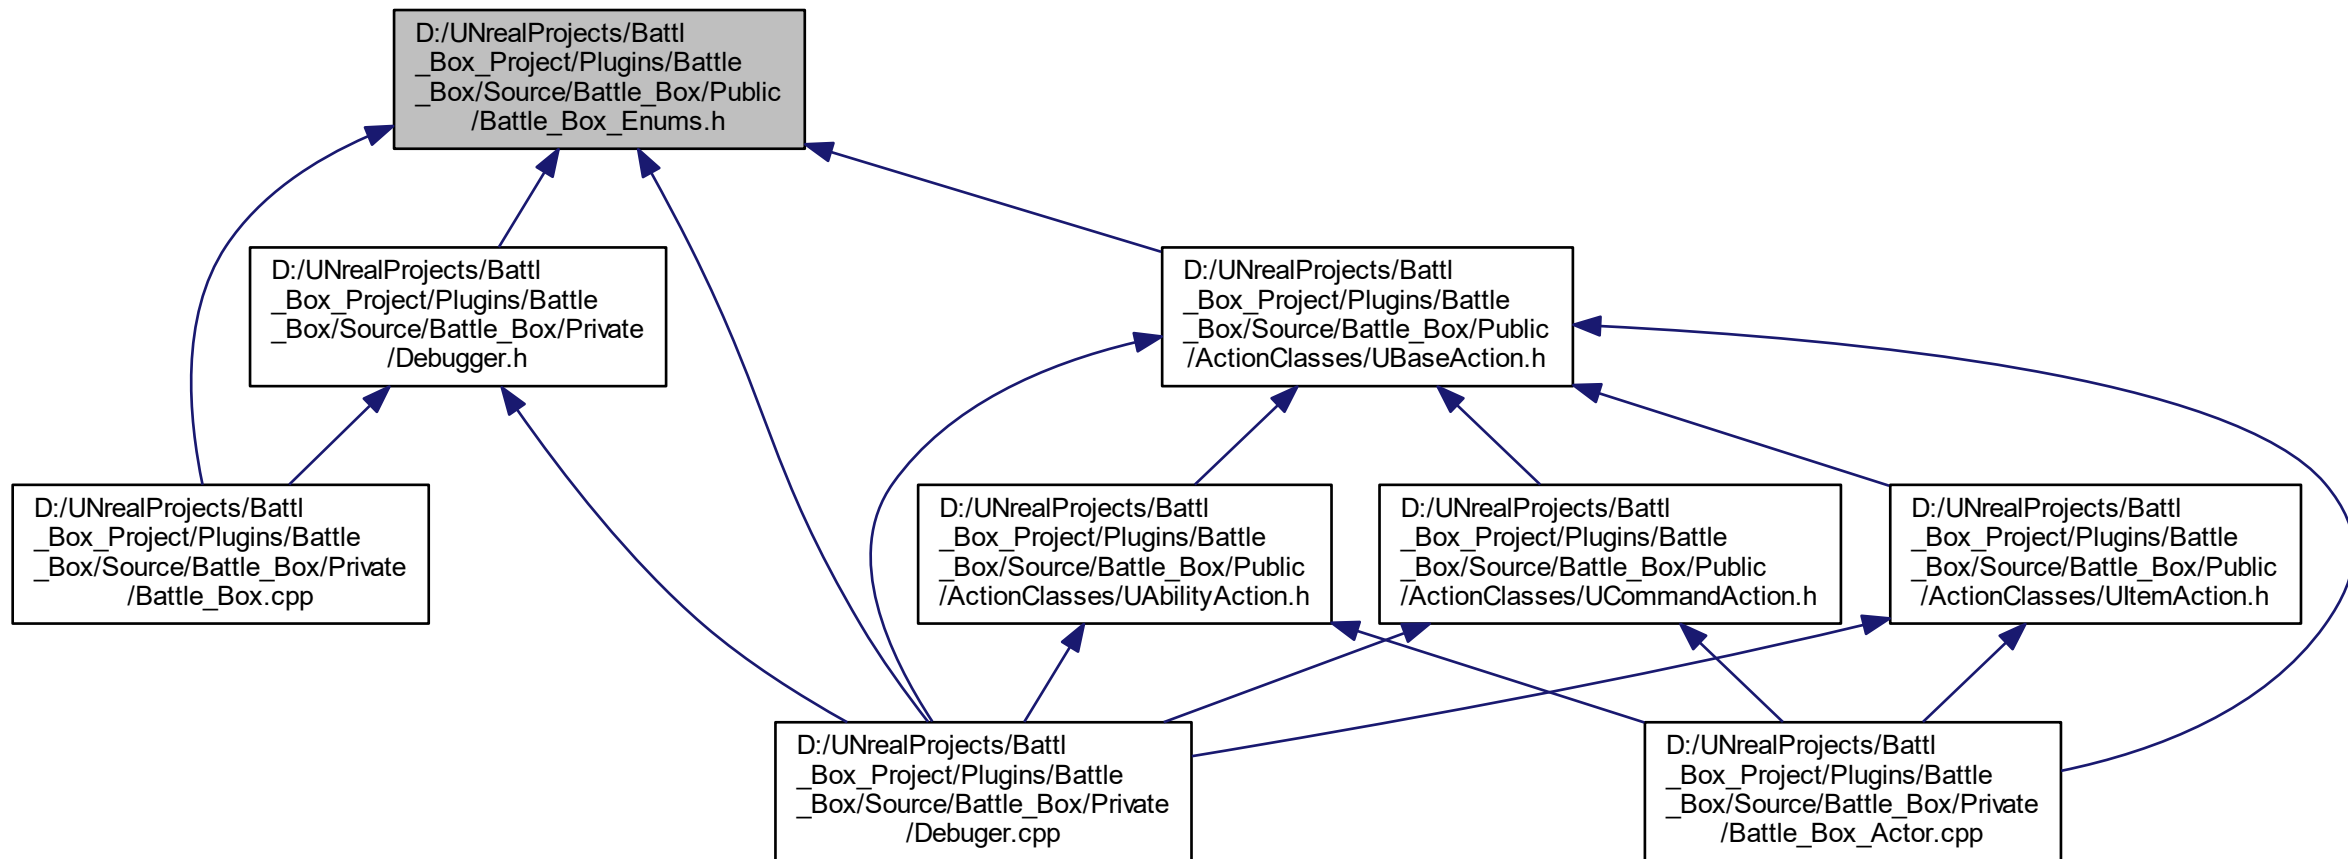 D:/UNrealProjects/Battl
_Box_Project/Plugins/Battle
_Box/Source/Battle_Box/Public
/Battle_Box_Enums.h
D:/UNrealProjects/Battl
_Box_Project/Plugins/Battle
_Box/Source/Battle_Box/Private
/Debugger.h
D:/UNrealProjects/Battl
_Box_Project/Plugins/Battle
_Box/Source/Battle_Box/Public
/ActionClasses/UBaseAction.h
D:/UNrealProjects/Battl
_Box_Project/Plugins/Battle
_Box/Source/Battle_Box/Private
/Battle_Box.cpp
D:/UNrealProjects/Battl
_Box_Project/Plugins/Battle
_Box/Source/Battle_Box/Public
/ActionClasses/UAbilityAction.h
D:/UNrealProjects/Battl
_Box_Project/Plugins/Battle
_Box/Source/Battle_Box/Public
/ActionClasses/UCommandAction.h
D:/UNrealProjects/Battl
_Box_Project/Plugins/Battle
_Box/Source/Battle_Box/Public
/ActionClasses/UItemAction.h
D:/UNrealProjects/Battl
_Box_Project/Plugins/Battle
_Box/Source/Battle_Box/Private
/Debuger.cpp
D:/UNrealProjects/Battl
_Box_Project/Plugins/Battle
_Box/Source/Battle_Box/Private
/Battle_Box_Actor.cpp